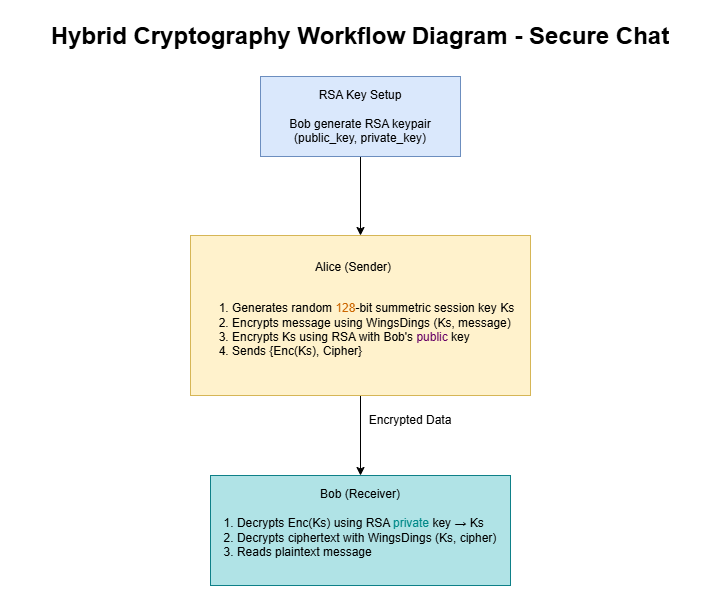 Hybrid Cryptography Workflow Diagram - Secure Chat
RSA Key Setup
Bob generate RSA keypair
(public_key, private_key)
Alice (Sender)
1. Generates random 128-bit summetric session key Ks
2. Encrypts message using WingsDings (Ks, message)
3. Encrypts Ks using RSA with Bob's public key
4. Sends {Enc(Ks), Cipher}
Encrypted Data
Bob (Receiver)
1. Decrypts Enc(Ks) using RSA private key → Ks
2. Decrypts ciphertext with WingsDings (Ks, cipher)
3. Reads plaintext message